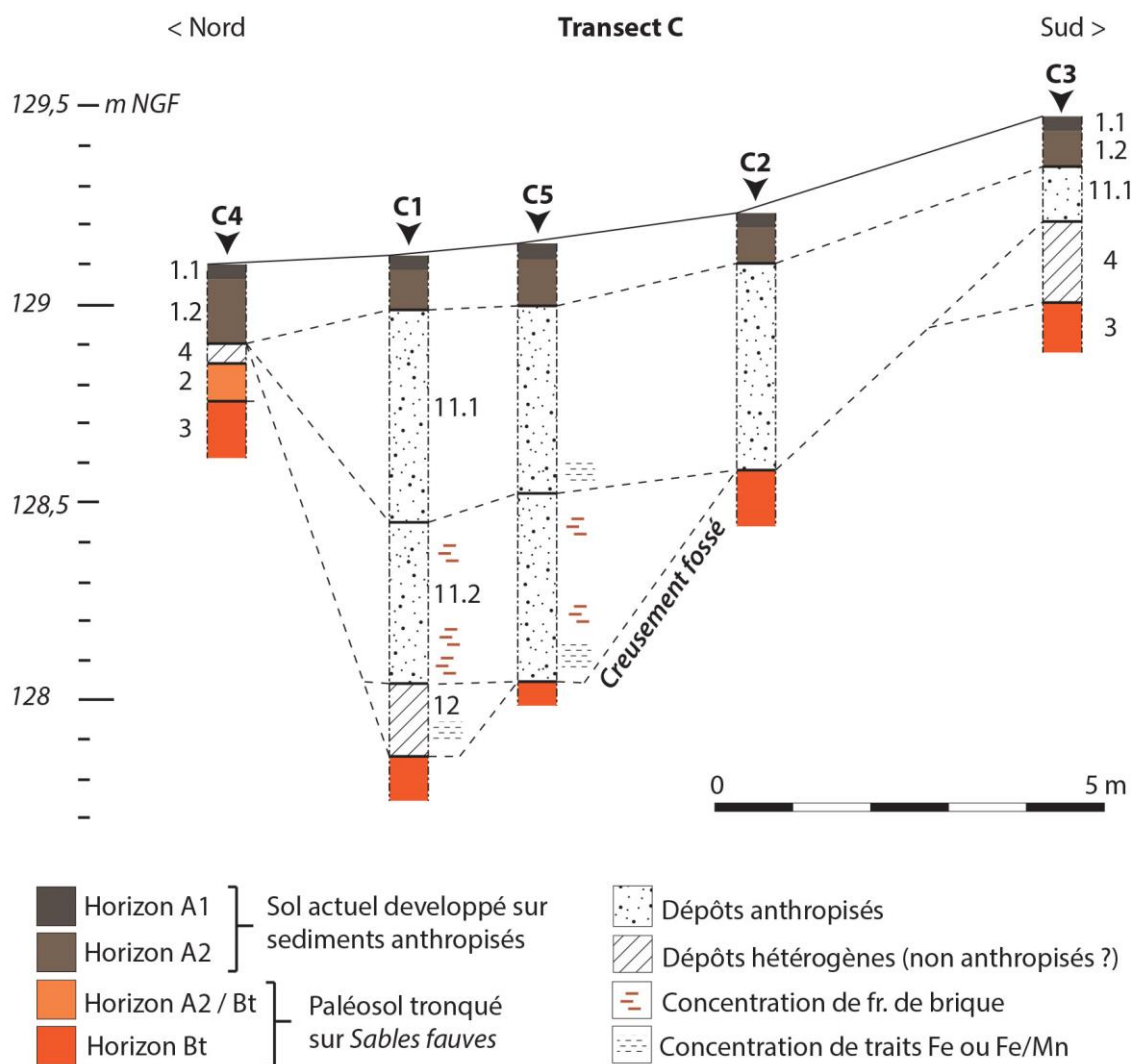 < Nord
Transect C
Sud >
129,5
m NGF
C3
1.1
1.2
11.1
4
3
C2
C5
C1
C4
1.1
1.2
4
2
3
129
11.1
128,5
11.2
Creusement fossé
128
12
0
5 m
Horizon A1
Horizon A2
Sol actuel developpé sur
sediments anthropisés
Horizon A2 / Bt
Horizon Bt
Paléosol tronqué
sur Sables fauves
Dépôts anthropisés
Dépôts hétérogènes (non anthropisés ?)
Concentration de fr. de brique
Concentration de traits Fe ou Fe/Mn